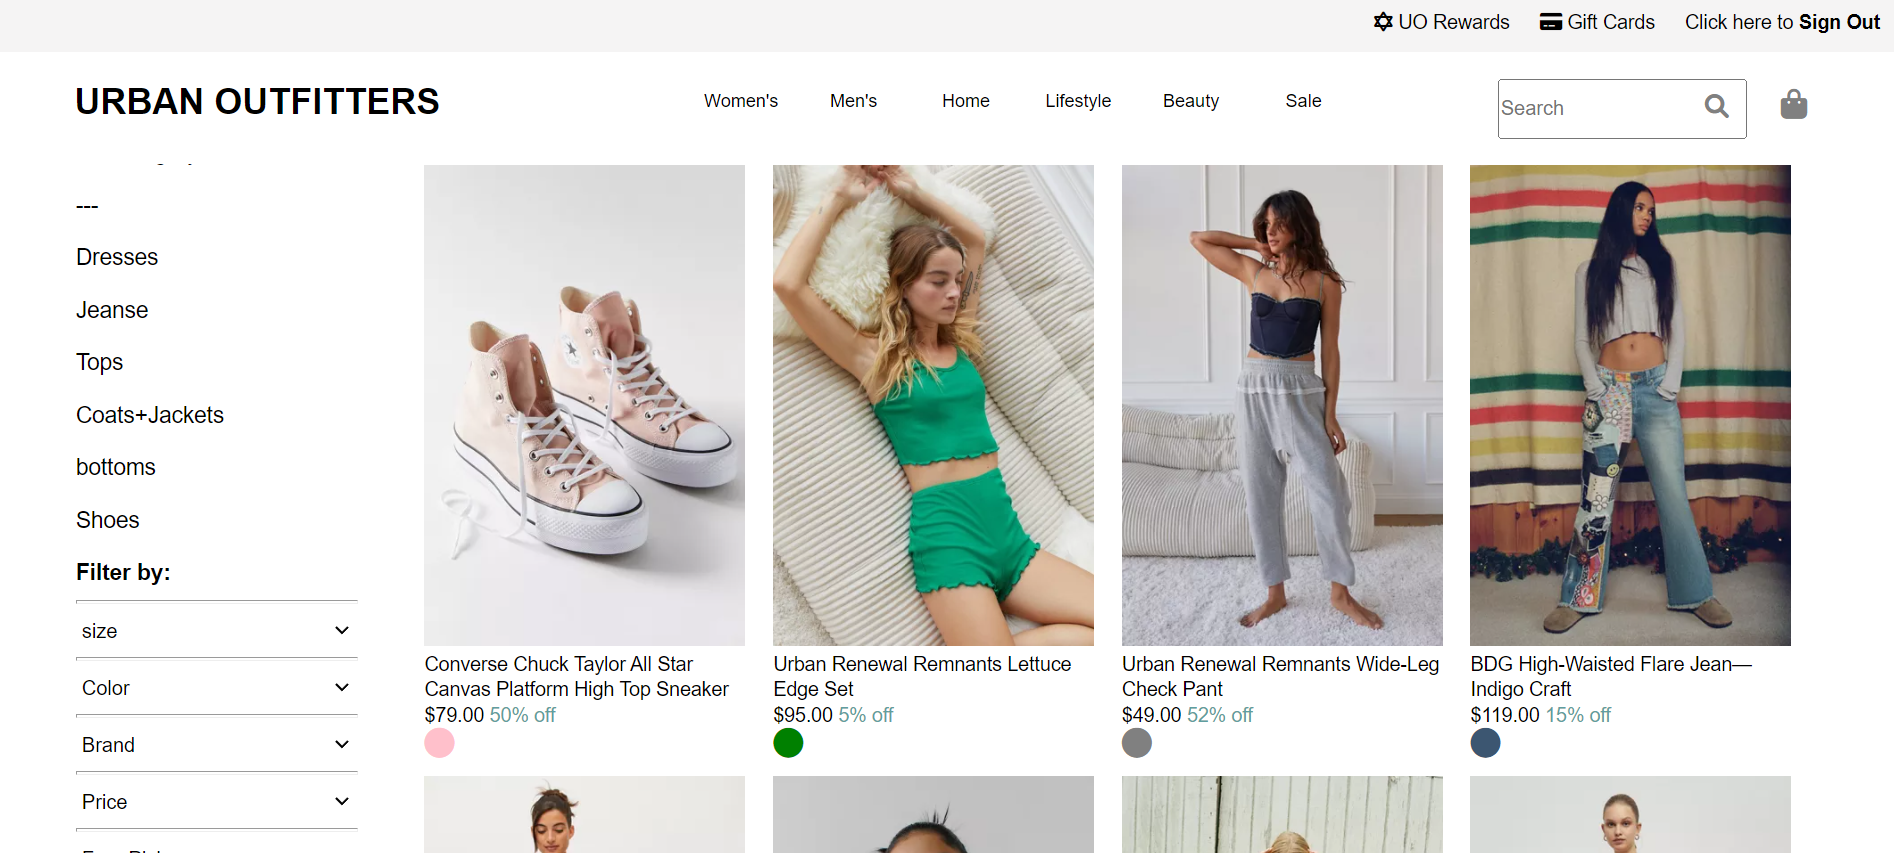 UO Rewards
Gift Cards
Click here to Sign Out
URBAN OUTFITTERS
Women's
Men's
Home
Lifestyle
Beauty
Sale
Search
---
Dresses
Jeanse
Tops
Coats+Jackets
bottoms
Shoes
Filter by:
size
Color
Brand
Price
Converse Chuck Taylor All Star
Canvas Platform High Top Sneaker
$79.00 50% off
Urban Renewal Remnants Lettuce
Edge Set
$95.00 5% off
Urban Renewal Remnants Wide-Leg
Check Pant
$49.00 52% off
BDG High-Waisted Flare Jean—
Indigo Craft
$119.00 15% off